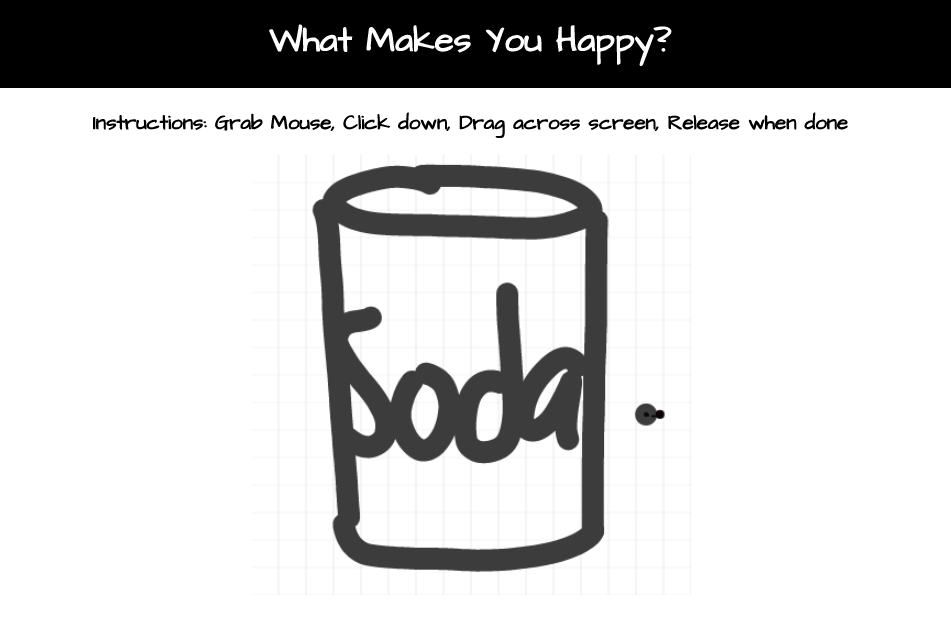 What Makes You Happy?
Instructions: Grab Mouse, Click down, Drag across screen, Release when done
Soda